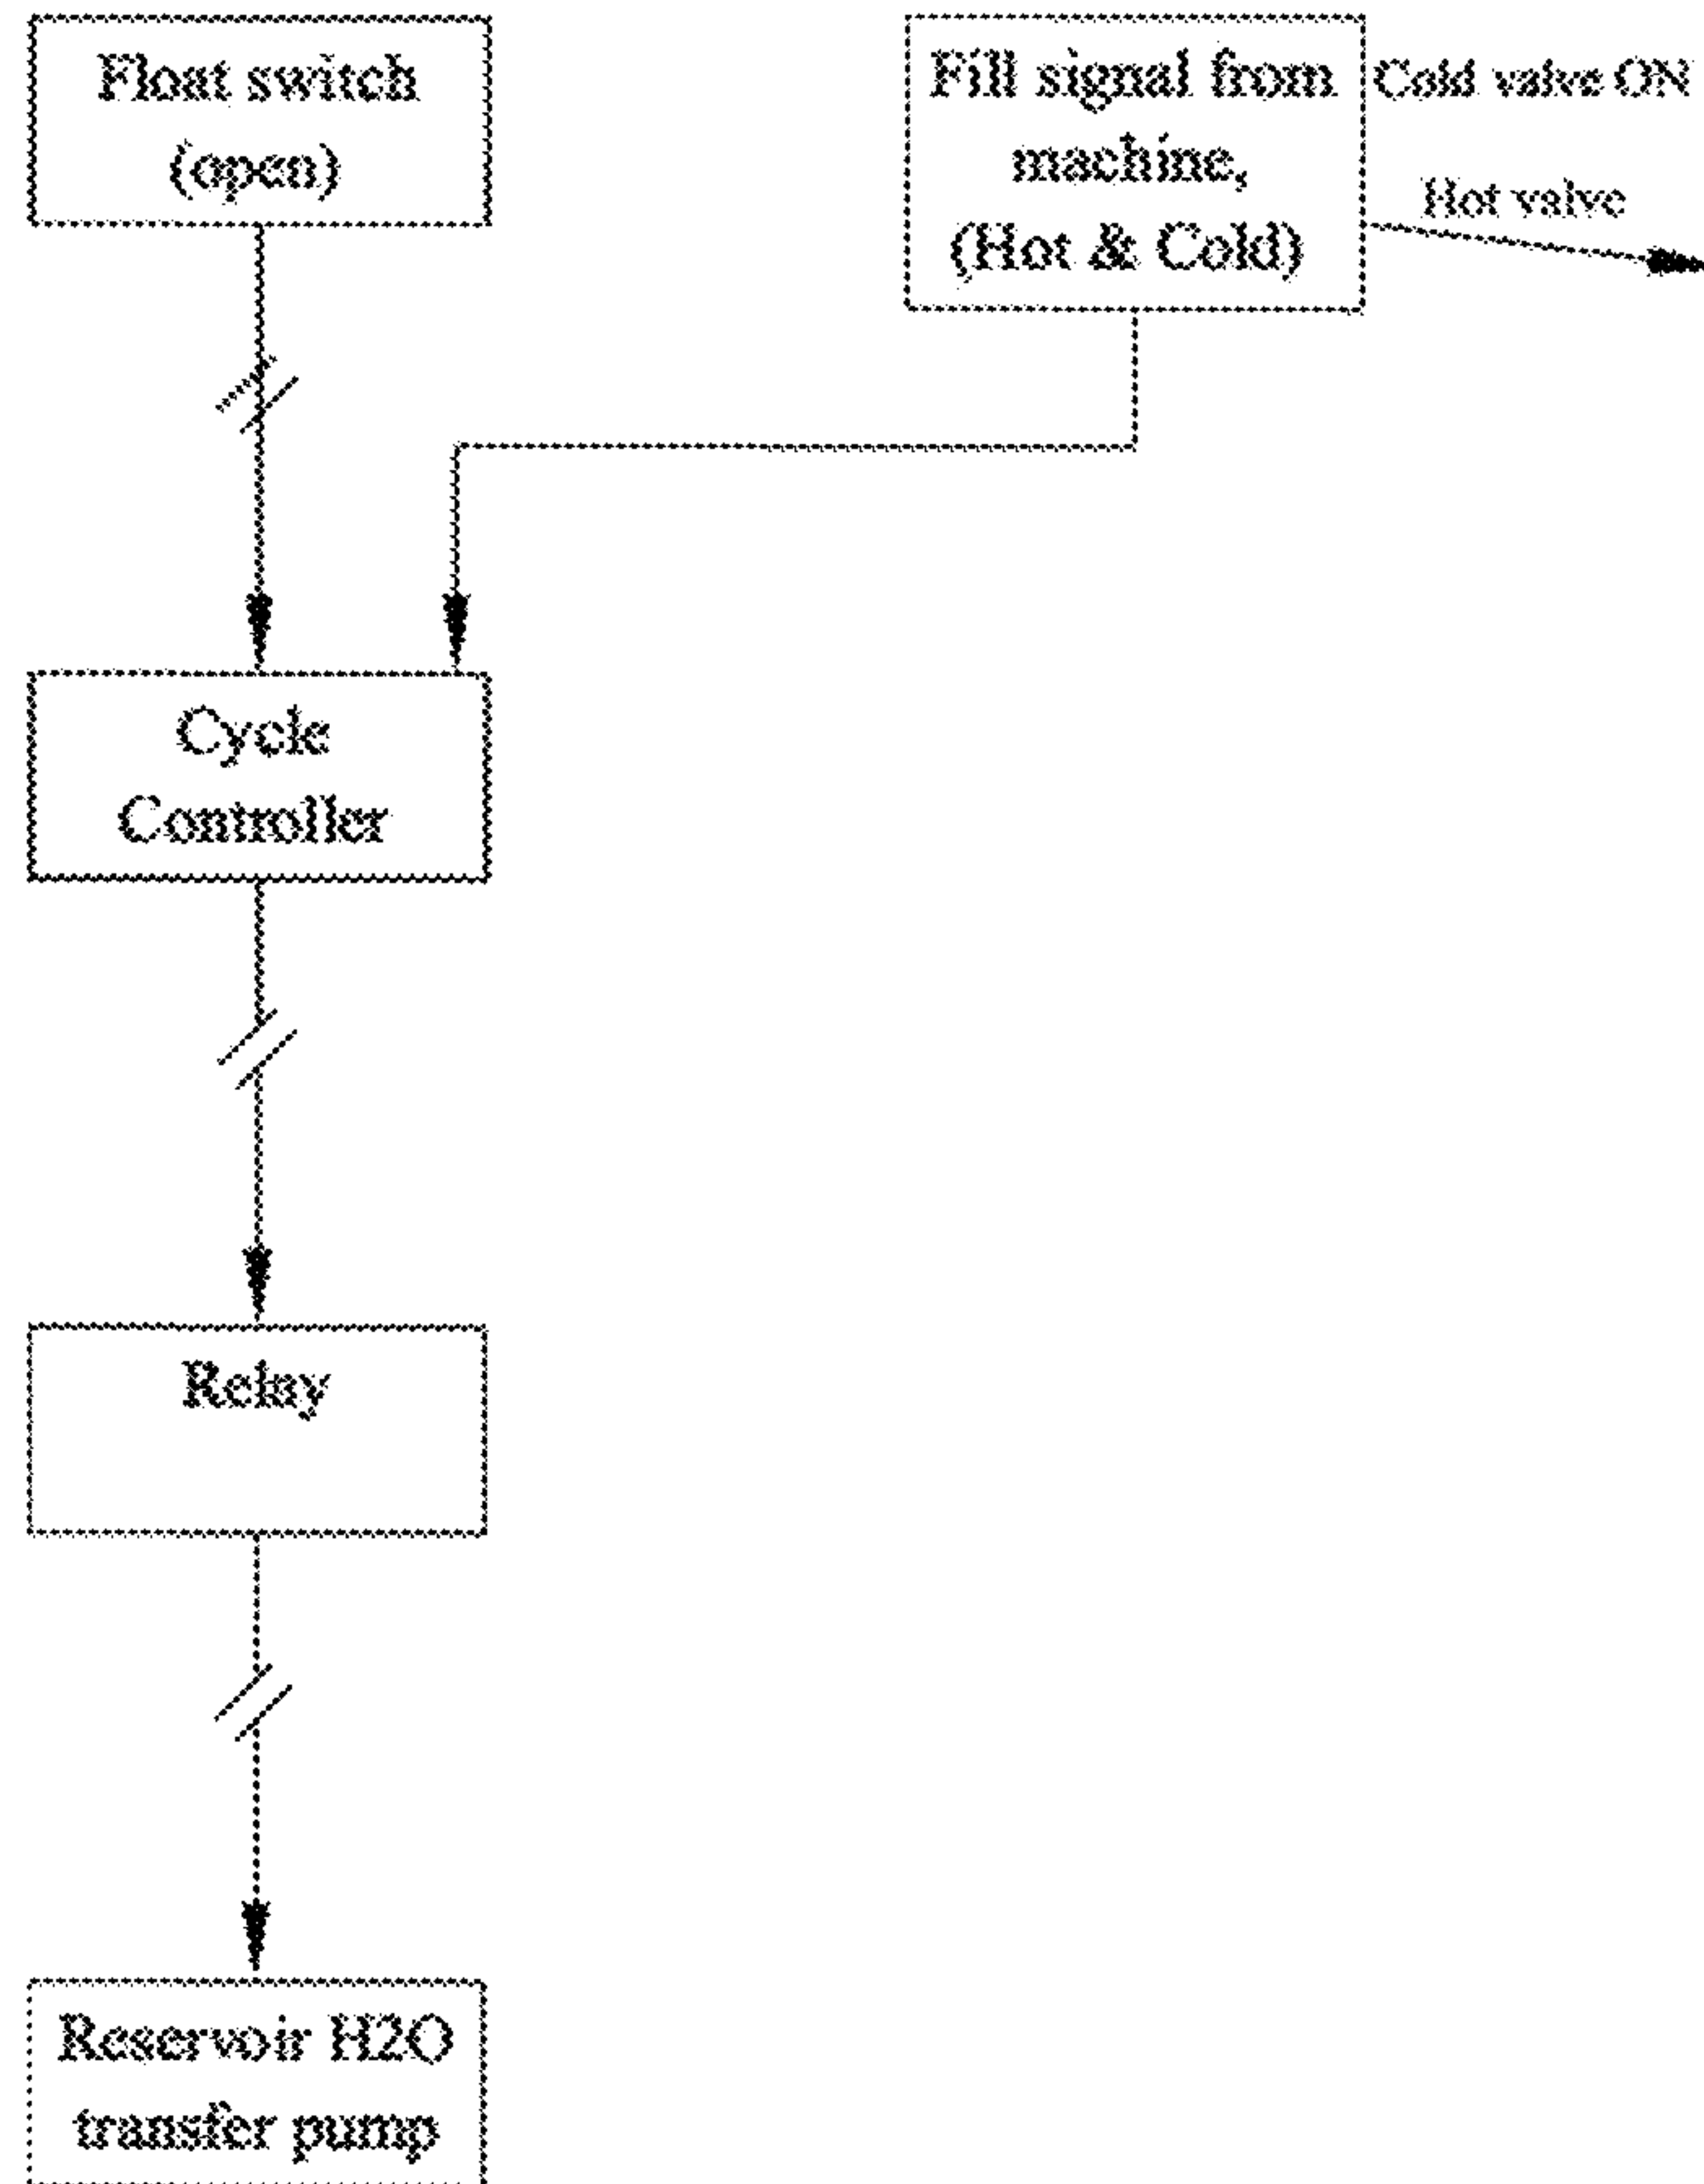 Float switch
(open)
Fill signal from
machine,
(Hot & Cold)
Cold valve ON
Hot valve
Cycle
Controller
Relay
Reservoir H2O
transfer pump